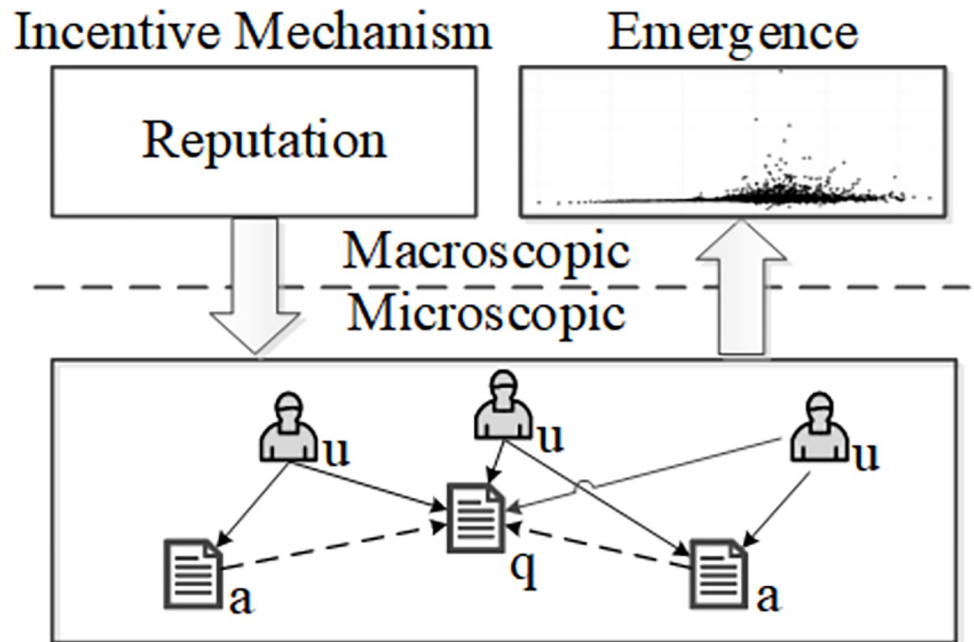 Incentive Mechanism
Emergence
Reputation
Macroscopic
Microscopic
u
u
u
q
a
a